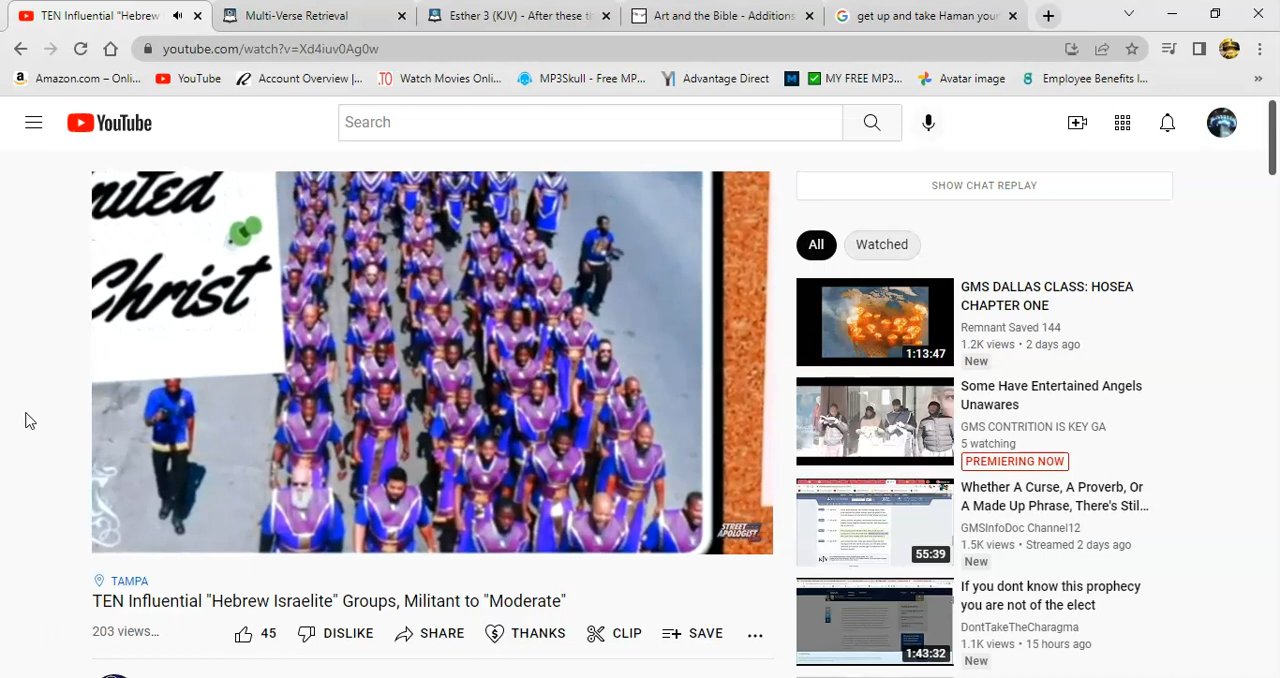 TEN Influential "Hebrew
Multi-Verse Retrieval
Esther 3 (KJV) - After these th
Art and the Bible - Additions
get up and take Haman your
youtube.com/watch?v=Xd4iuv0Ag0w
Amazon.com – Onli...
YouTube
Account Overview |...
.TO Watch Movies Onlin...
MP3Skull - Free MP...
Advantage Direct
MY FREE MP3...
Avatar image
Employee Benefits I...
»
YouTube
Search
SHOW CHAT REPLAY
All
Watched
nited
Christ
STREET
APOLOGIST
GMS DALLAS CLASS: HOSEA
CHAPTER ONE
Remnant Saved 144
1.2K views • 2 days ago
New
1:13:47
Some Have Entertained Angels
Unawares
GMS CONTRITION IS KEY GA
5 watching
PREMIERING NOW
Whether A Curse, A Proverb, Or
A Made Up Phrase, There's Stil...
GMSInfoDeskChannel12
1.5K views • Streamed 2 days ago
New
55:39
If you dont know this prophecy
you are not of the elect
DontTakeTheCharagma
1.1K views • 15 hours ago
New
1:43:32
TAMPA
TEN Influential "Hebrew Israelite" Groups, Militant to "Moderate"
203 views...
45
DISLIKE
SHARE
THANKS
CLIP
SAVE
...